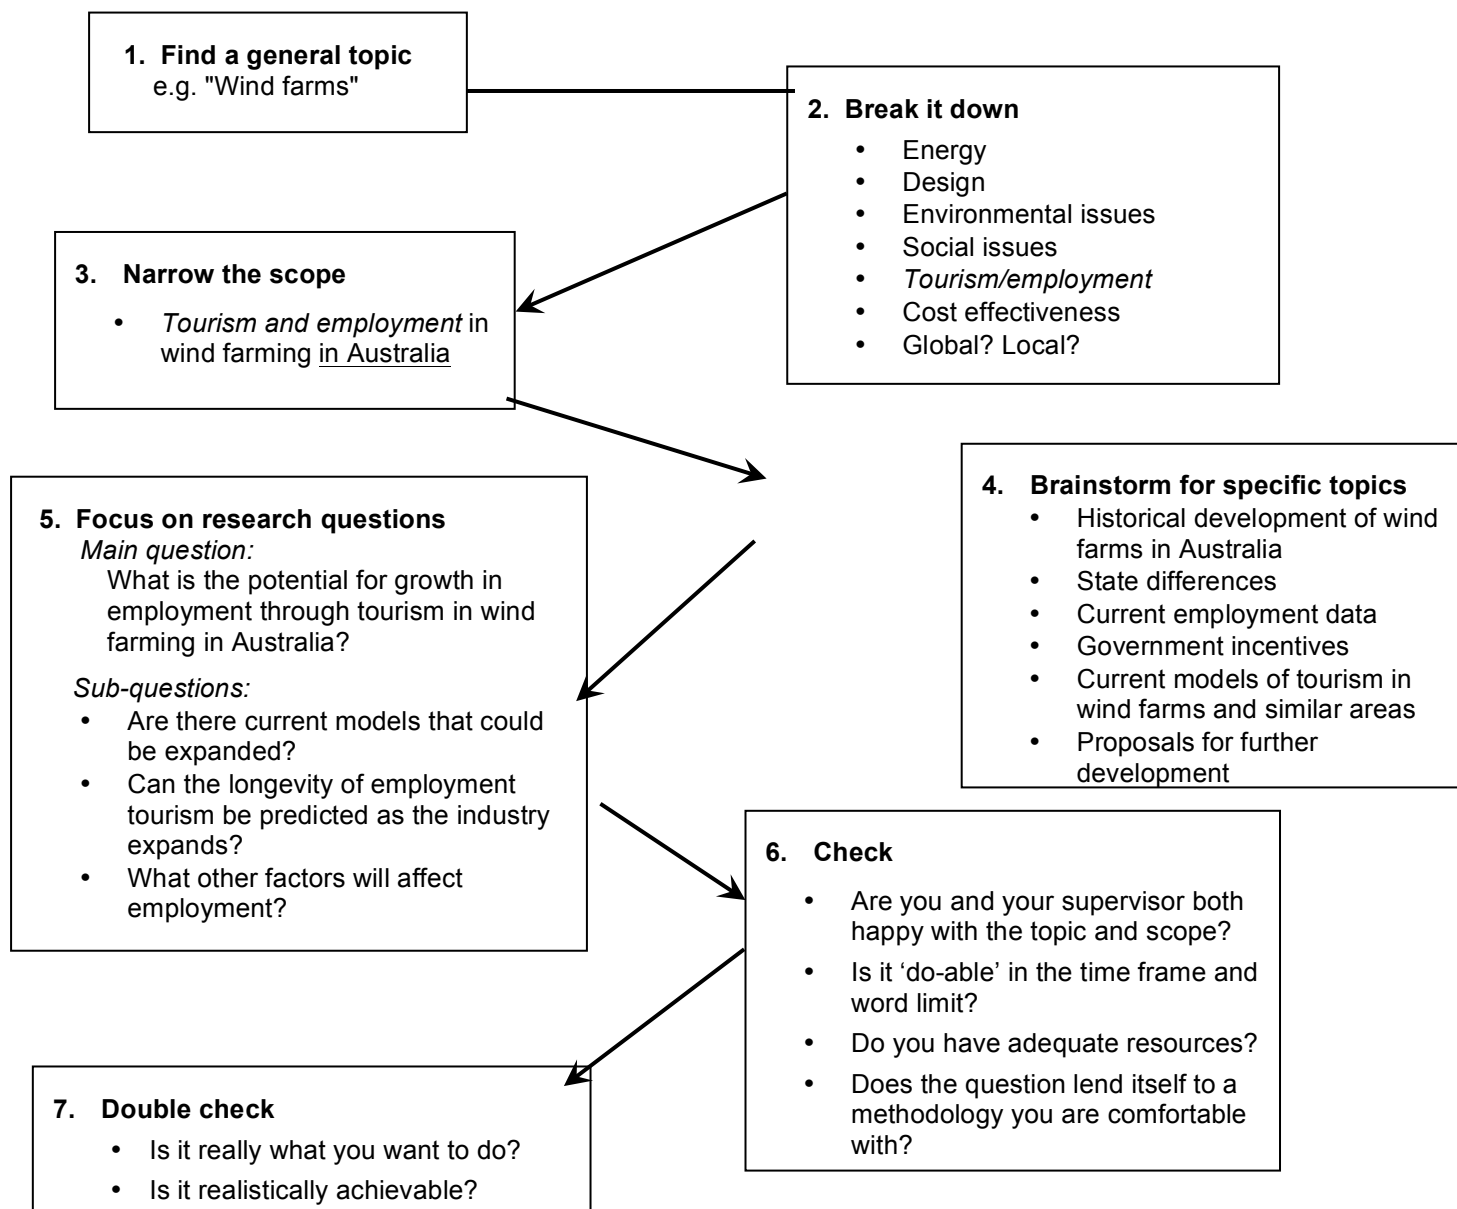 1. Find a general topic
e.g. "Wind farms"
2. Break it down
• Energy
• Design
• Environmental issues
• Social issues
• Tourism/employment
• Cost effectiveness
• Global? Local?
3. Narrow the scope
• Tourism and employment in
wind farming in Australia
4. Brainstorm for specific topics
• Historical development of wind
farms in Australia
• State differences
• Current employment data
• Government incentives
• Current models of tourism in
wind farms and similar areas
• Proposals for further
development
5. Focus on research questions
Main question:
What is the potential for growth in
employment through tourism in wind
farming in Australia?
Sub-questions:
• Are there current models that could
be expanded?
• Can the longevity of employment
tourism be predicted as the industry
expands?
• What other factors will affect
employment?
6. Check
• Are you and your supervisor both
happy with the topic and scope?
• Is it ‘do-able’ in the time frame and
word limit?
• Do you have adequate resources?
• Does the question lend itself to a
methodology you are comfortable
with?
7. Double check
• Is it really what you want to do?
• Is it realistically achievable?